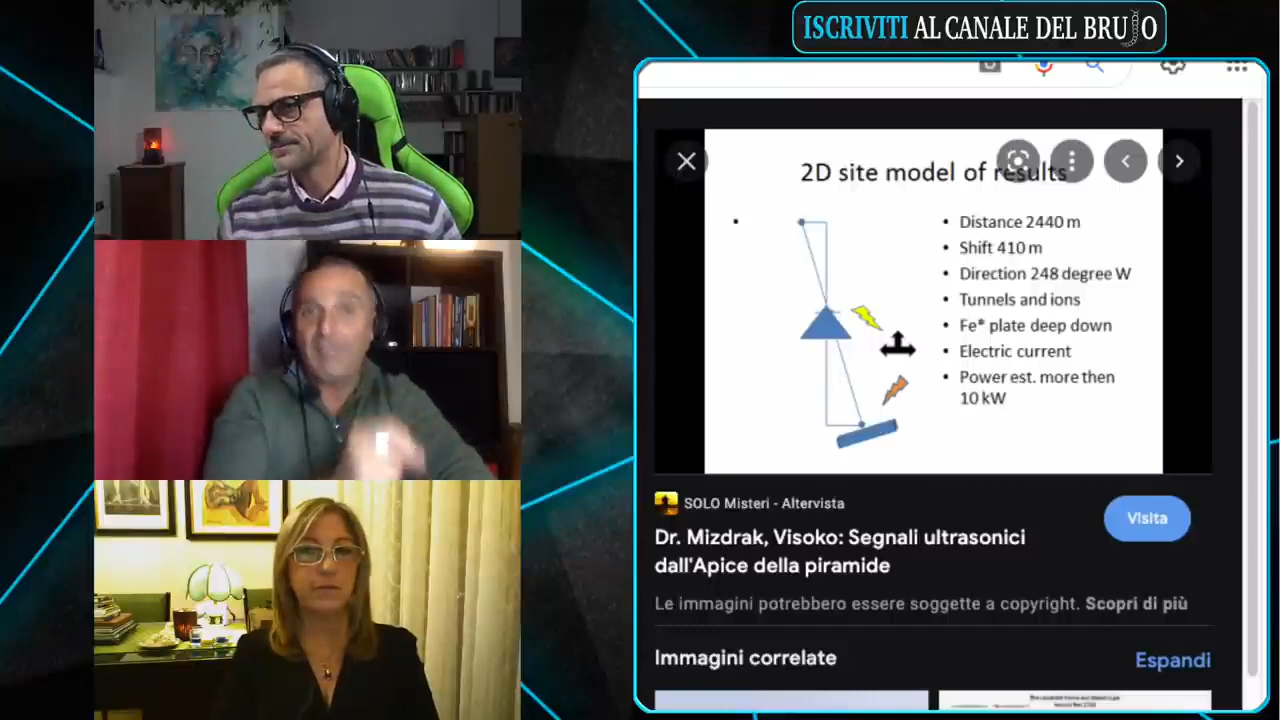 ISCRIVITI AL CANALE DEL BRUJO
2D site model of results
• Distance 2440 m
• Shift 410 m
• Direction 248 degree W
• Tunnels and ions
• Fe* plate deep down
• Electric current
• Power est. more then
10 kW
SOLO Misteri - Altervista
Visita
Dr. Mizdrak, Visoko: Segnali ultrasonici
dall'Apice della piramide
Le immagini potrebbero essere soggette a copyright. Scopri di più
Immagini correlate
Espandi